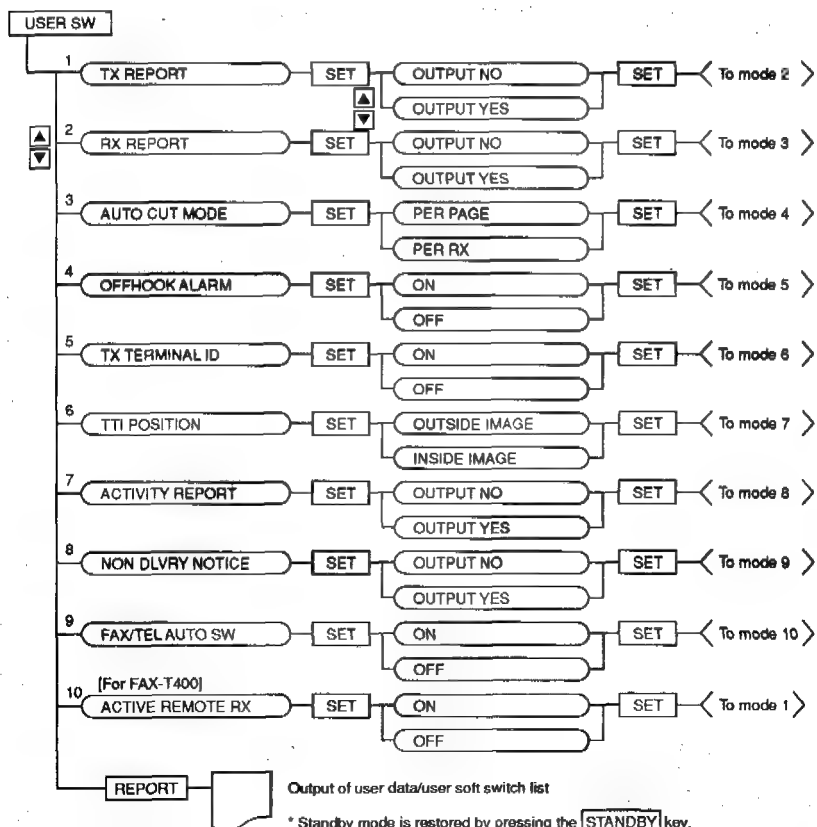 USER SW
1 TX REPORT SET OUTPUT NO SET To mode 2
▲ OUTPUT YES
▼
▲ 2 RX REPORT SET OUTPUT NO SET To mode 3
▼ OUTPUT YES
3 AUTO CUT MODE SET PER PAGE SET To mode 4
PER RX
4 OFFHOOK ALARM SET ON SET To mode 5
OFF
5 TX TERMINAL ID SET ON SET To mode 6
OFF
6 TTI POSITION SET OUTSIDE IMAGE SET To mode 7
INSIDE IMAGE
7 ACTIVITY REPORT SET OUTPUT NO SET To mode 8
OUTPUT YES
8 NON DLVRY NOTICE SET OUTPUT NO SET To mode 9
OUTPUT YES
9 FAX/TEL AUTO SW SET ON SET To mode 10
OFF
[For FAX-T400]
10 ACTIVE REMOTE RX SET ON SET To mode 1
OFF
REPORT Output of user data/user soft switch list
* Standby mode is restored by pressing the STANDBY key.